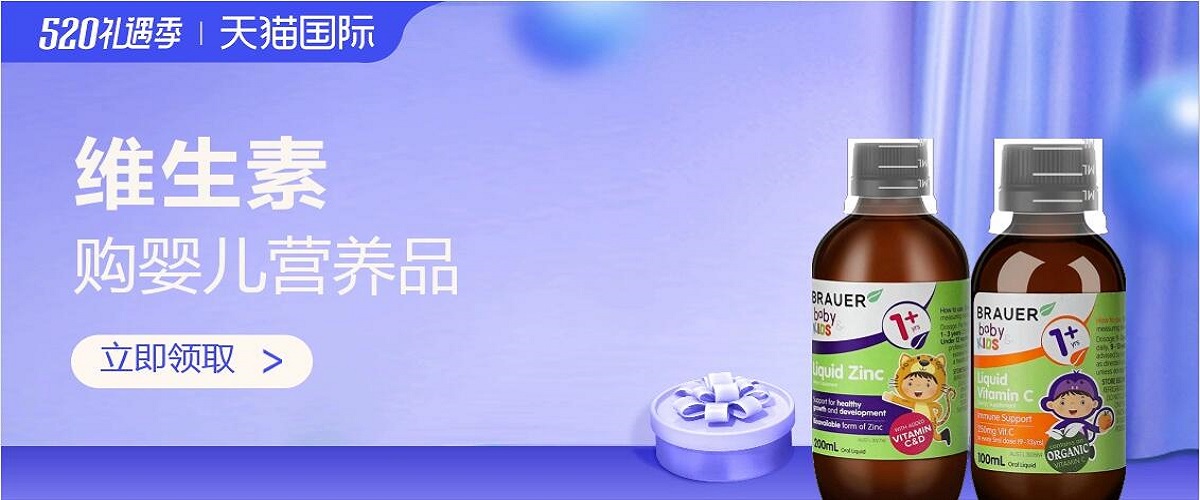 520礼遇季 | 天猫国际
维生素
购婴儿营养品
立即领取 >
BRAUER
baby & KIDS
1+ yrs
Liquid Zinc
Support for healthy
growth and development
Bioavailable form of Zinc
WITH ADDED
VITAMIN
C&D
200mL Oral Liquid
BRAUER
baby & KIDS
1+ yrs
Liquid
Vitamin C
Immune Support
250mg Vit.C
ORGANIC
VITAMIN C
100mL Oral Liquid